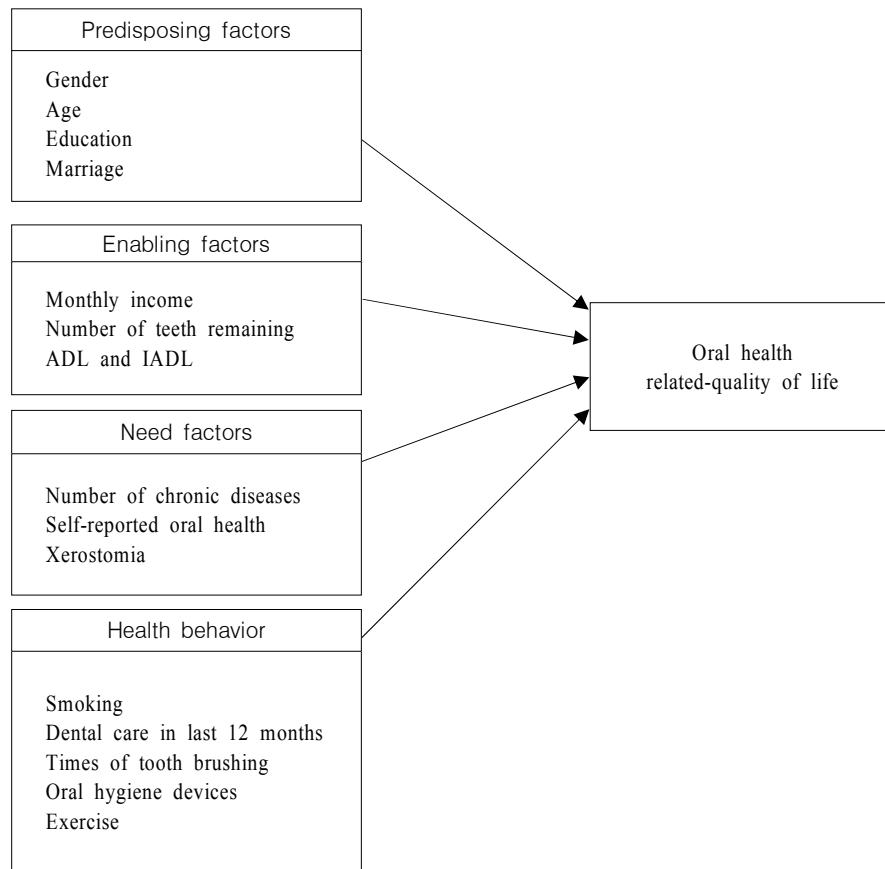 Predisposing factors
Gender
Age
Education
Marriage
Enabling factors
Monthly income
Number of teeth remaining
ADL and IADL
Need factors
Number of chronic diseases
Self-reported oral health
Xerostomia
Health behavior
Smoking
Dental care in last 12 months
Times of tooth brushing
Oral hygiene devices
Exercise
Oral health
related-quality of life